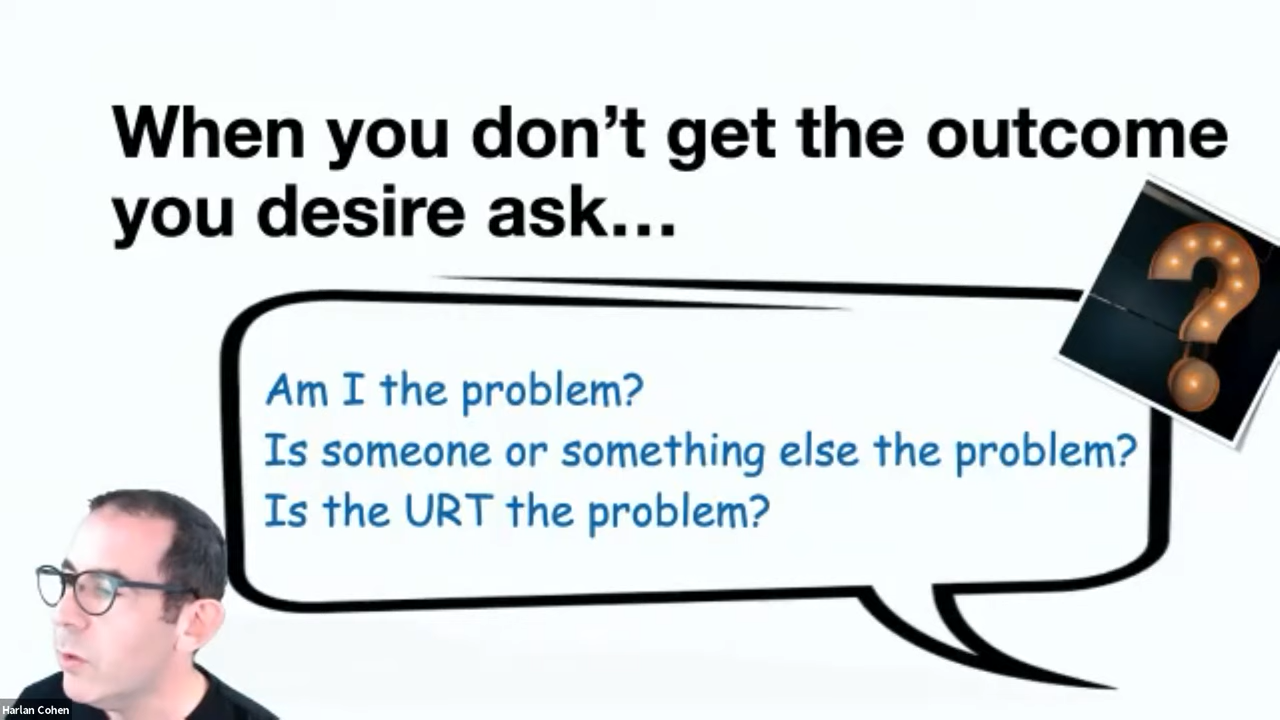 When you don't get the outcome
you desire ask...
Am I the problem?
Is someone or something else the problem?
Is the URT the problem?
Harlan Cohen